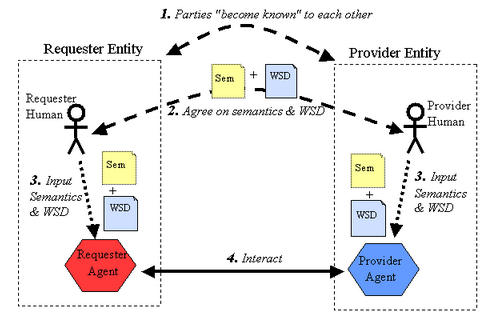 1. Parties "become known" to each other
Requester Entity
Provider Entity
Sem
+
WSD
Requester
Human
Provider
Human
2. Agree on semantics & WSD
3. Input
Semantics
& WSD
Sem
+
WSD
Sem
+
WSD
3. Input
Semantics
& WSD
Requester
Agent
4. Interact
Provider
Agent